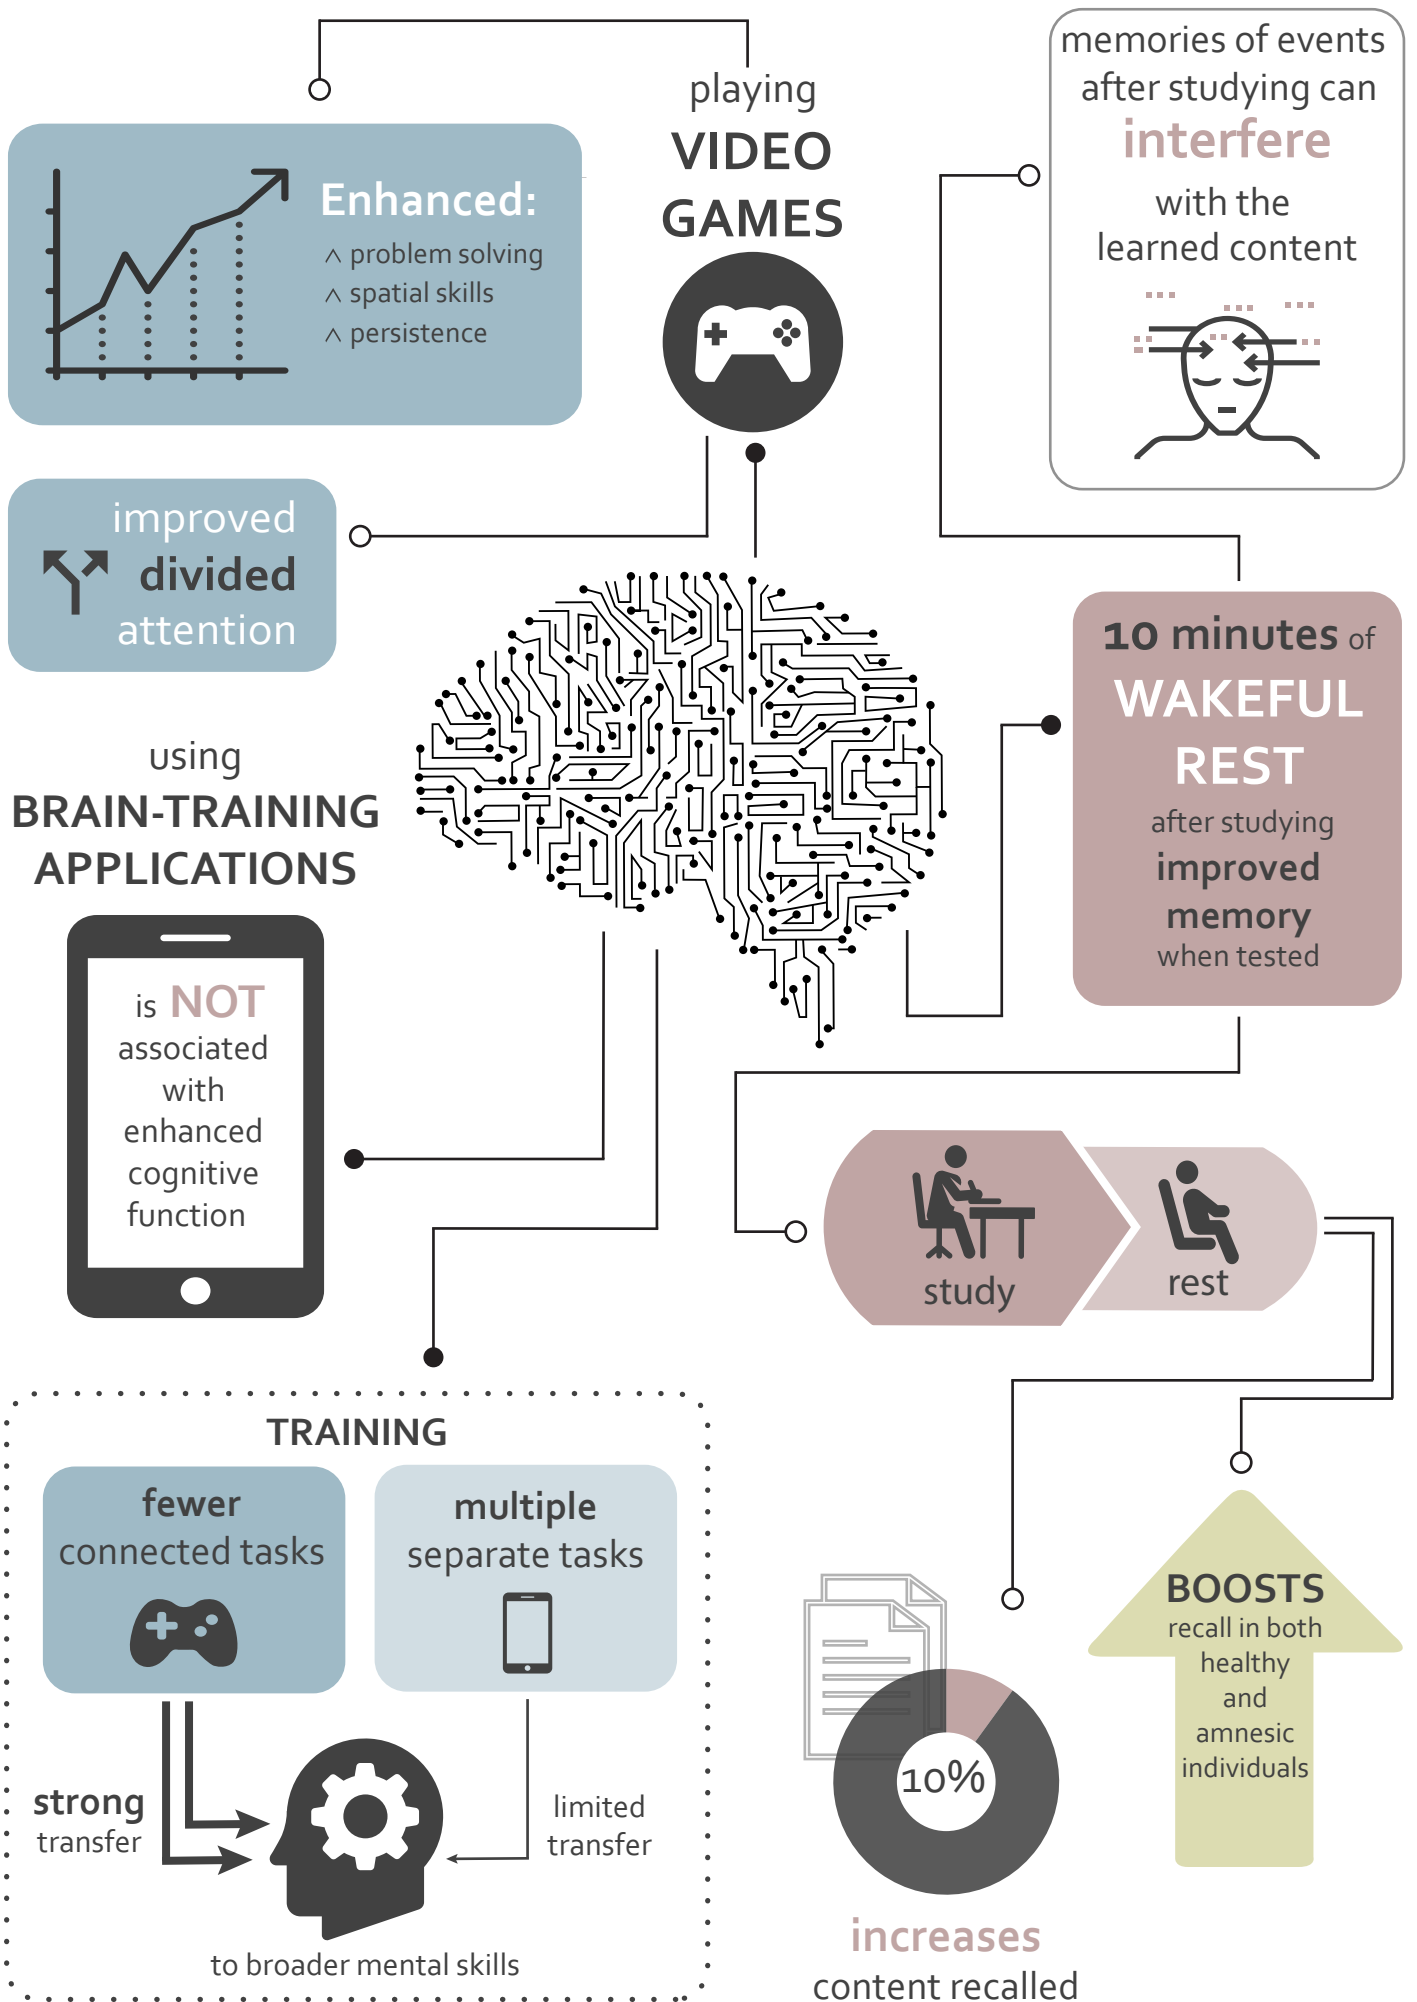 playing
VIDEO
GAMES
Enhanced:
^ problem solving
^ spatial skills
^ persistence
improved
divided
attention
memories of events
after studying can
interfere
with the
learned content
10 minutes of
WAKEFUL
REST
after studying
improved
memory
when tested
using
BRAIN-TRAINING
APPLICATIONS
is NOT
associated
with
enhanced
cognitive
function
study
rest
TRAINING
fewer
connected tasks
multiple
separate tasks
strong
transfer
limited
transfer
to broader mental skills
10%
increases
content recalled
BOOSTS
recall in both
healthy
and
amnesic
individuals